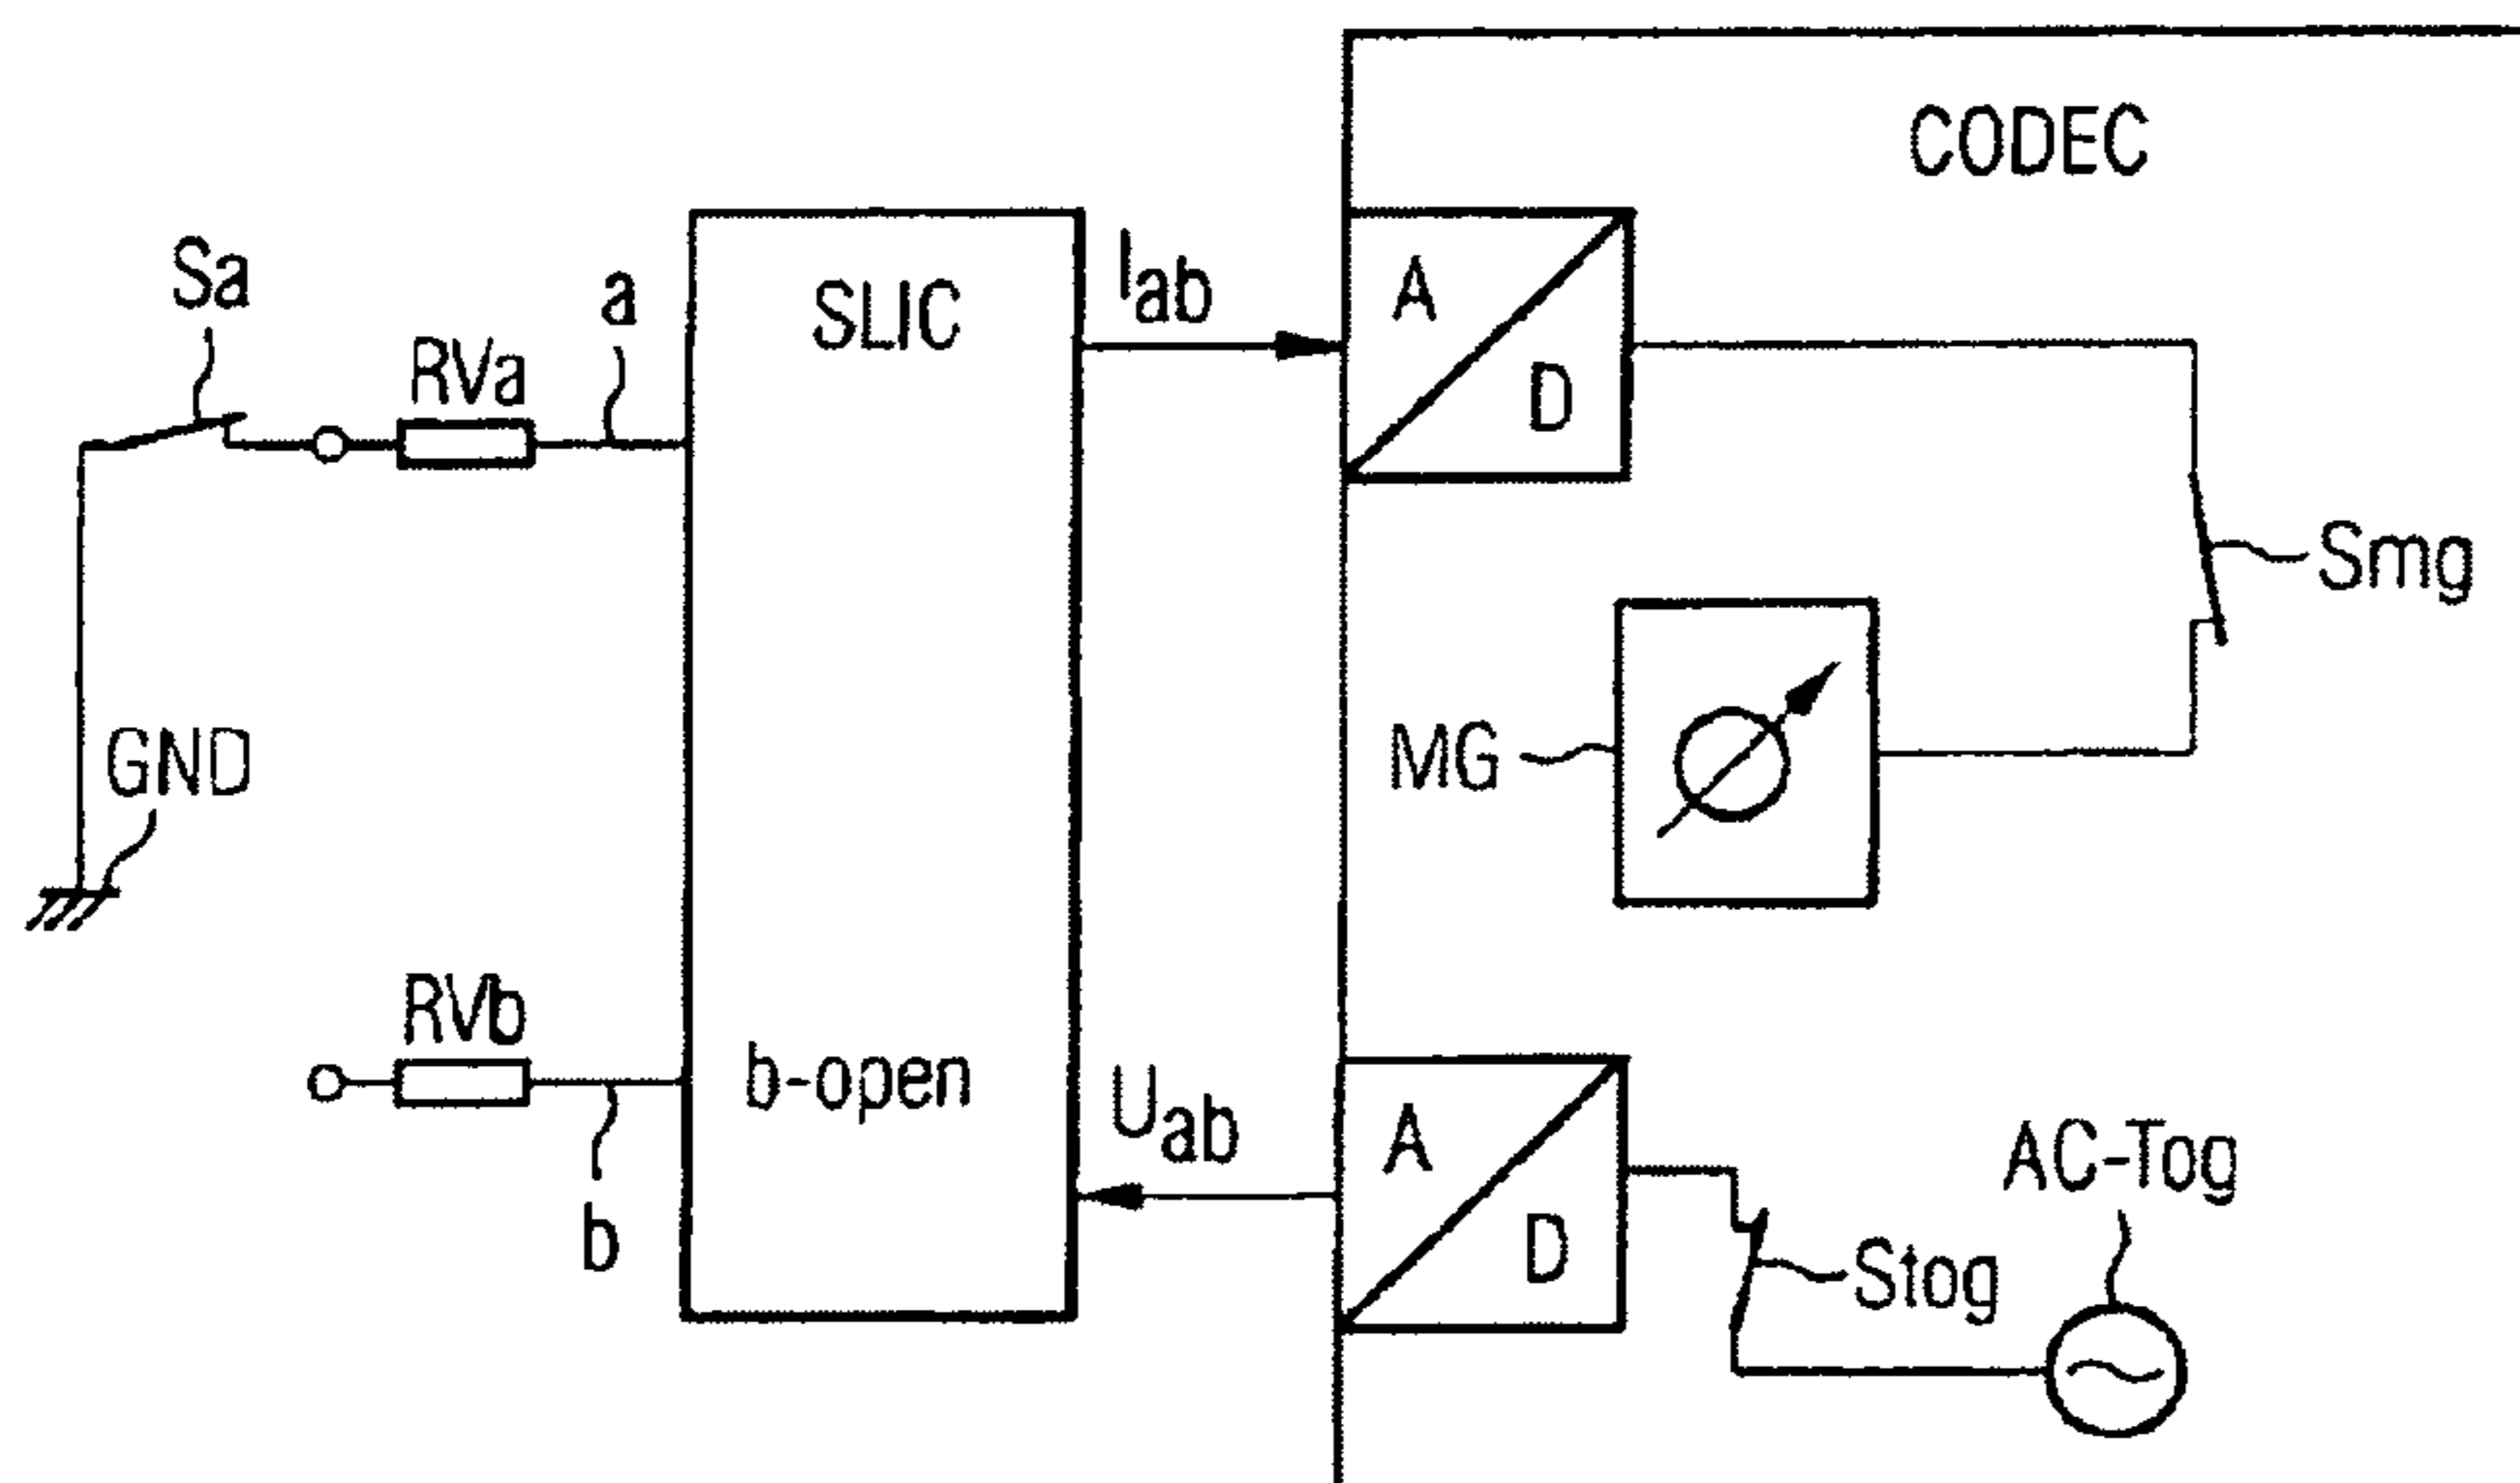 CODEC
Sa
a
SLIC
Iab
A
RVa
D
Smg
GND
MG
RVb
b-open
Uab
A
AC-Tog
b
D
Stog